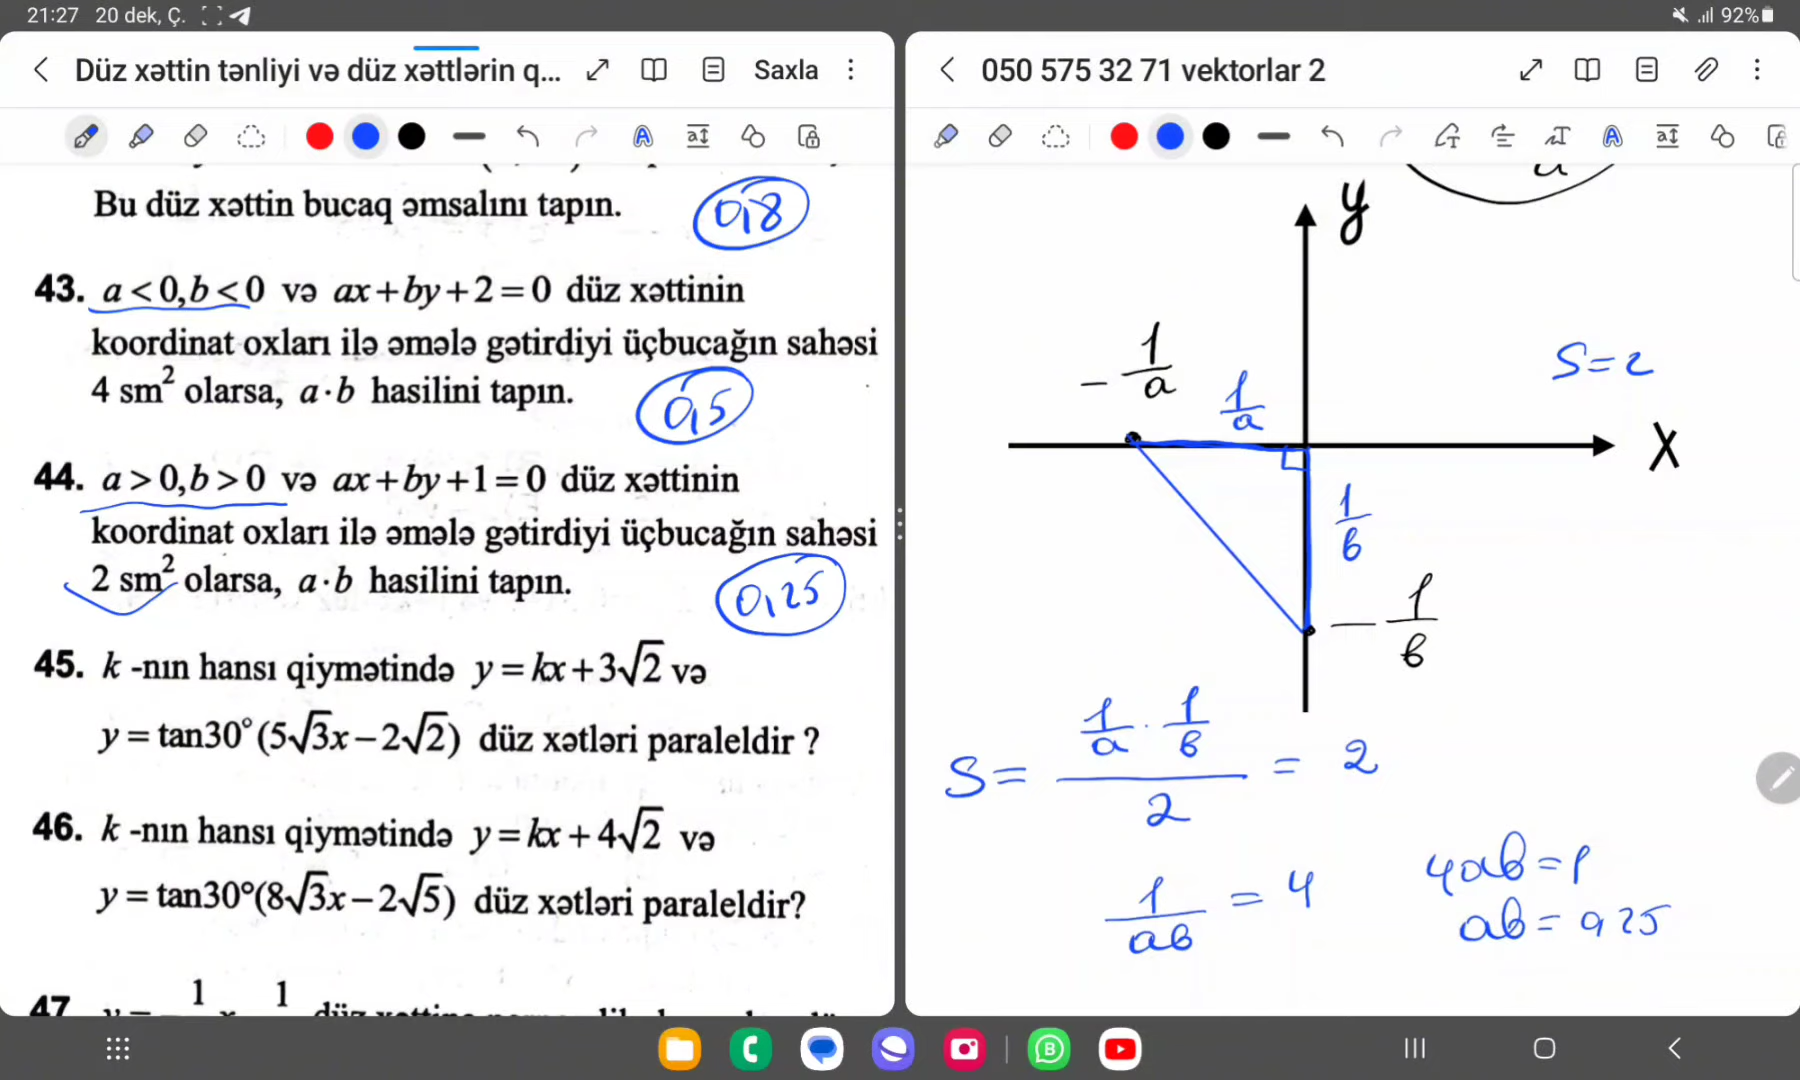 21:27 20 dek, Ç.
92%
Düz xəttin tənliyi və düz xəttlərin q...
Saxla
Bu düz xəttin bucaq əmsalını tapın.
0,8
43. a < 0, b < 0 və ax + by + 2 = 0 düz xəttinin
koordinat oxları ilə əmələ gətirdiyi üçbucağın sahəsi
4 sm² olarsa, a · b hasilini tapın.
0,5
44. a > 0, b > 0 və ax + by + 1 = 0 düz xəttinin
koordinat oxları ilə əmələ gətirdiyi üçbucağın sahəsi
2 sm² olarsa, a · b hasilini tapın.
0,25
45. k -nın hansı qiymətində y = kx + 3√2 və
y = tan30° (5√3x − 2√2) düz xətləri paraleldir ?
46. k -nın hansı qiymətində y = kx + 4√2 və
y = tan30°(8√3x − 2√5) düz xətləri paraleldir?
47
1 1
050 575 32 71 vektorlar 2
a
y
S = 2
− 1/a
1/a
x
1/b
− 1/b
S = (1/a · 1/b)/2 = 2
1/ab = 4
4ab = 1
ab = 0,25